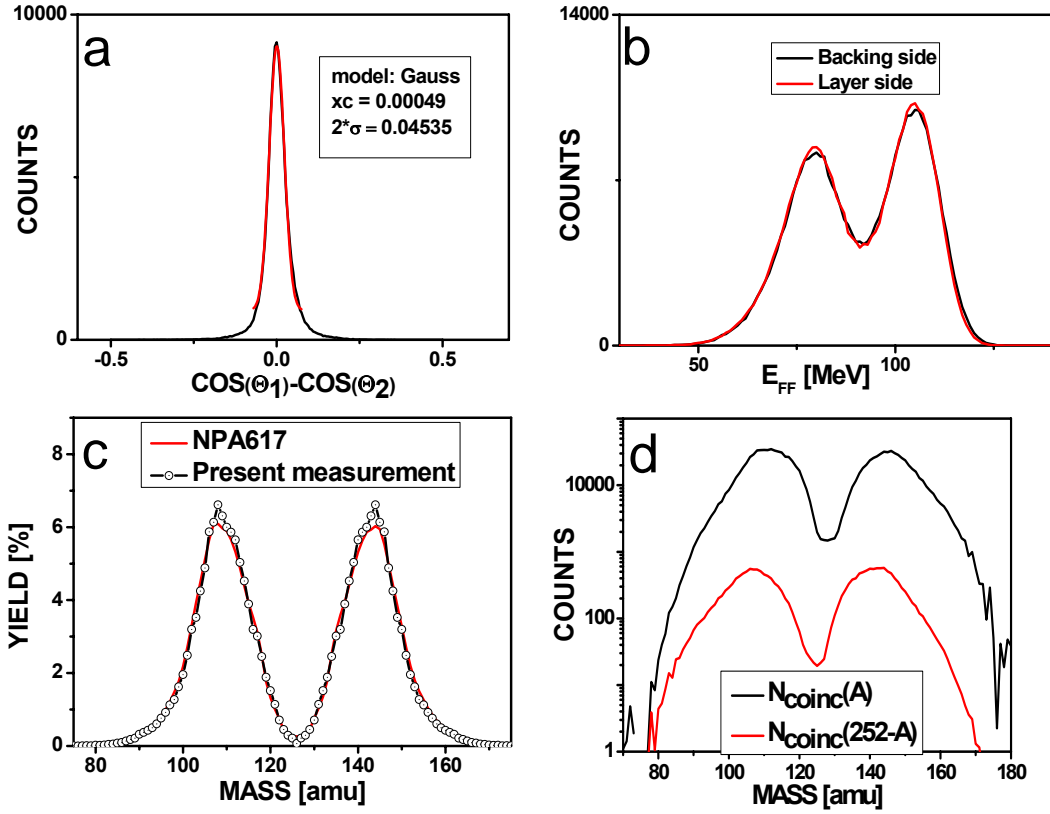 10000
a
model: Gauss
xc = 0.00049
2*σ = 0.04535
COUNTS
0
-0.5
0.0
0.5
COS(Θ1)-COS(Θ2)
14000
b
Backing side
Layer side
COUNTS
0
50
100
E_FF [MeV]
8
c
NPA617
Present measurement
6
YIELD [%]
4
2
0
80
100
120
140
160
MASS [amu]
d
10000
COUNTS
100
N_coinc(A)
N_coinc(252-A)
1
80
100
120
140
160
180
MASS [amu]